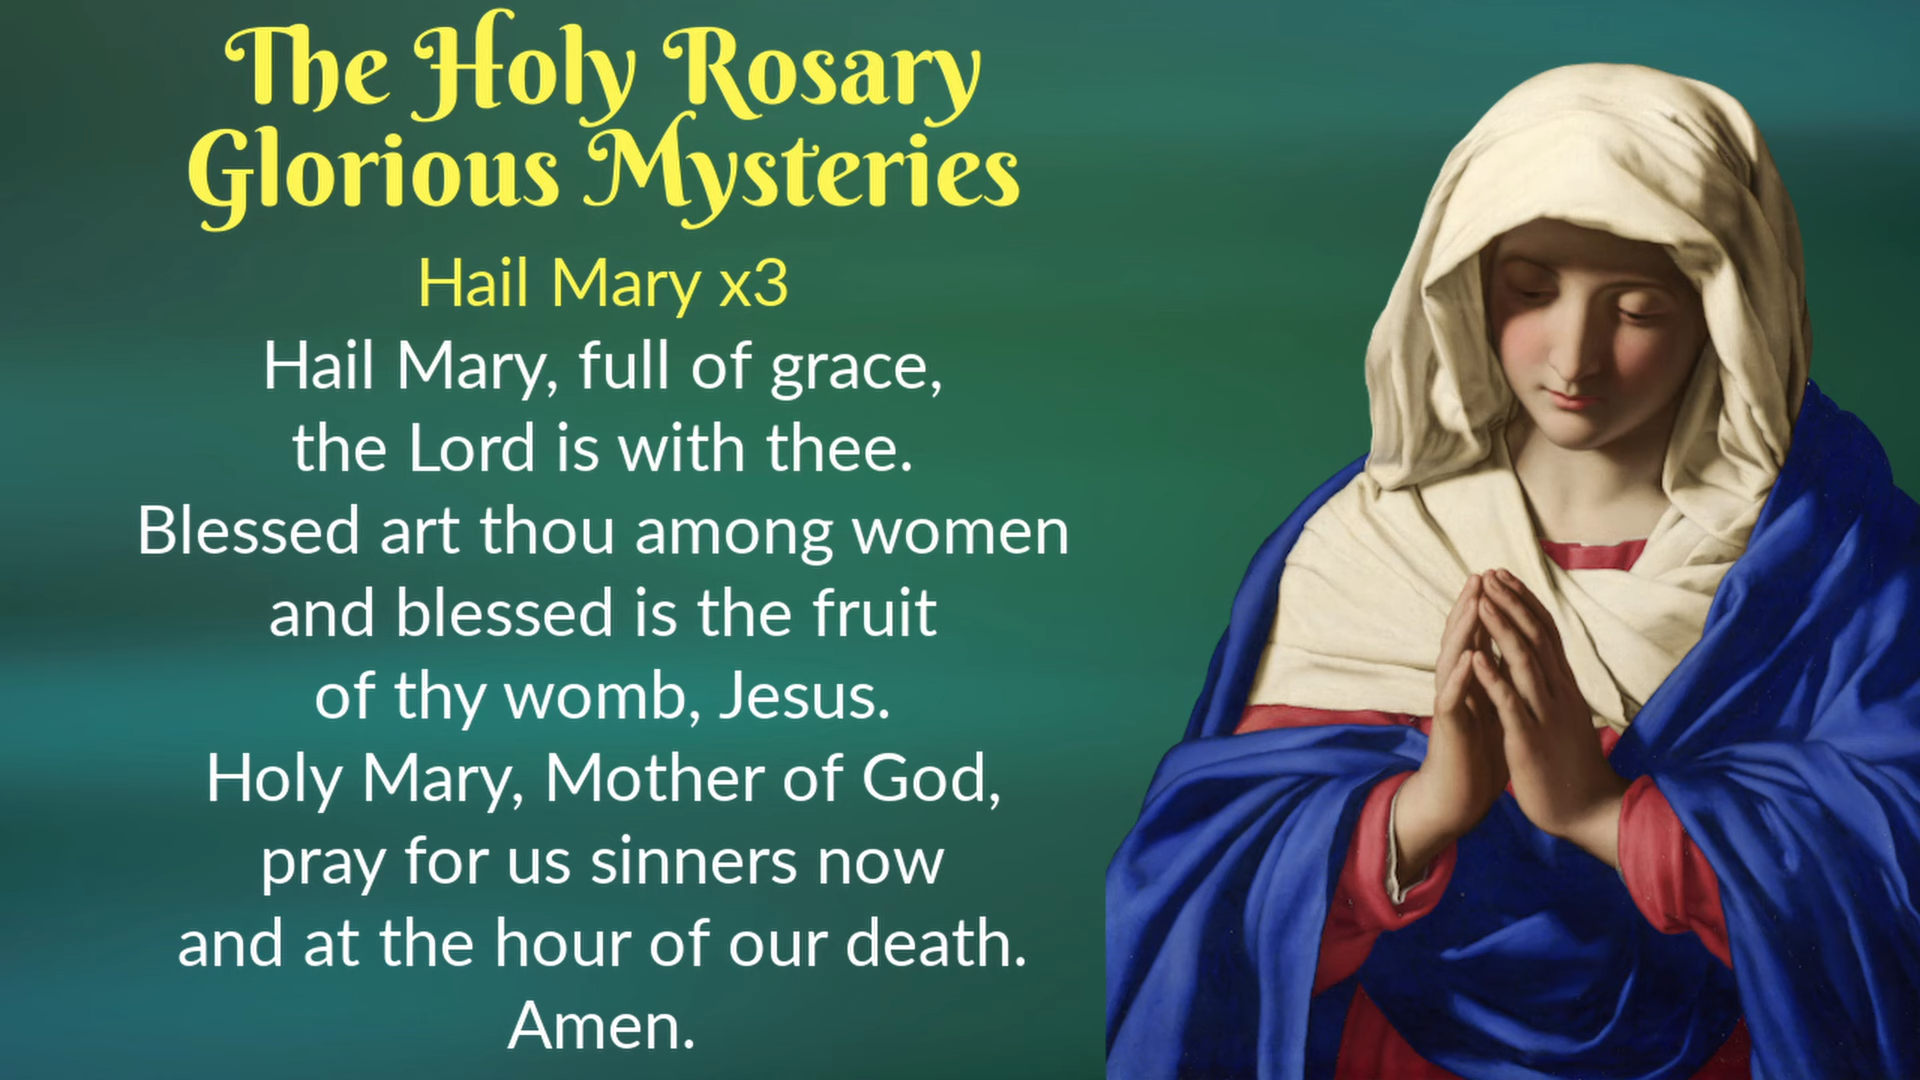 The Holy Rosary
Glorious Mysteries
Hail Mary x3
Hail Mary, full of grace,
the Lord is with thee.
Blessed art thou among women
and blessed is the fruit
of thy womb, Jesus.
Holy Mary, Mother of God,
pray for us sinners now
and at the hour of our death.
Amen.